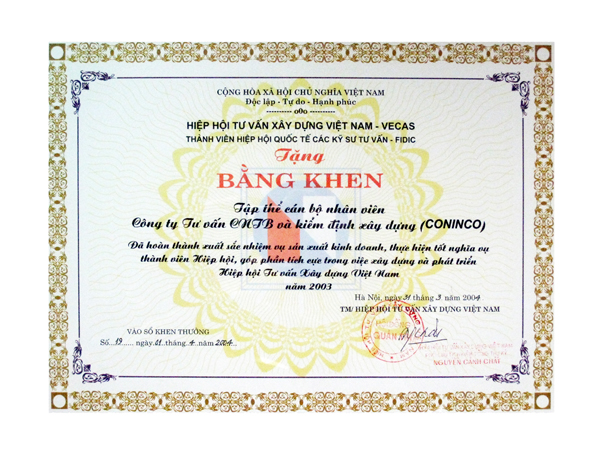 CỘNG HÒA XÃ HỘI CHỦ NGHĨA VIỆT NAM
Độc lập - Tự do - Hạnh phúc
---------- oOo ----------
HIỆP HỘI TƯ VẤN XÂY DỰNG VIỆT NAM - VECAS
THÀNH VIÊN HIỆP HỘI QUỐC TẾ CÁC KỸ SƯ TƯ VẤN - FIDIC
Tặng
BẰNG KHEN
Tập thể cán bộ nhân viên
Công ty Tư vấn CNTB và kiểm định xây dựng (CONINCO)
Đã hoàn thành xuất sắc nhiệm vụ sản xuất kinh doanh, thực hiện tốt nghĩa vụ
thành viên Hiệp hội, góp phần tích cực trong việc xây dựng và phát triển
Hiệp hội Tư vấn Xây dựng Việt Nam
năm 2003
Hà Nội, ngày 31 tháng 3 năm 2004
TM/ HIỆP HỘI TƯ VẤN XÂY DỰNG VIỆT NAM
VÀO SỔ KHEN THƯỞNG
Số 19 ..... ngày 01 . tháng . 4 . năm 2004 .
NGUYỄN CẢNH CHẤT